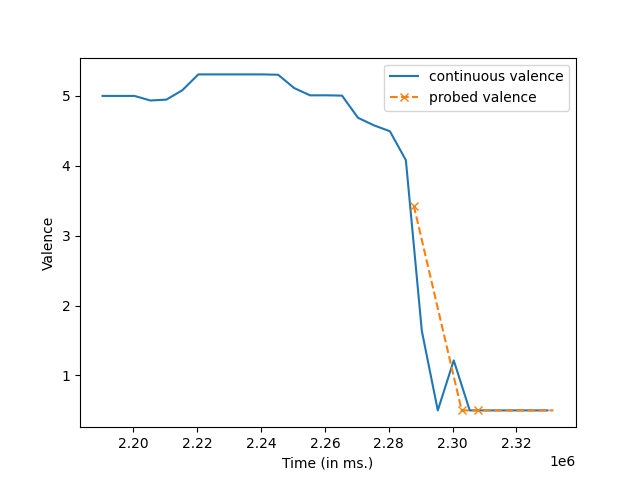 continuous valence
probed valence
5
4
3
2
1
Valence
2.20 2.22 2.24 2.26 2.28 2.30 2.32
Time (in ms.)
1e6